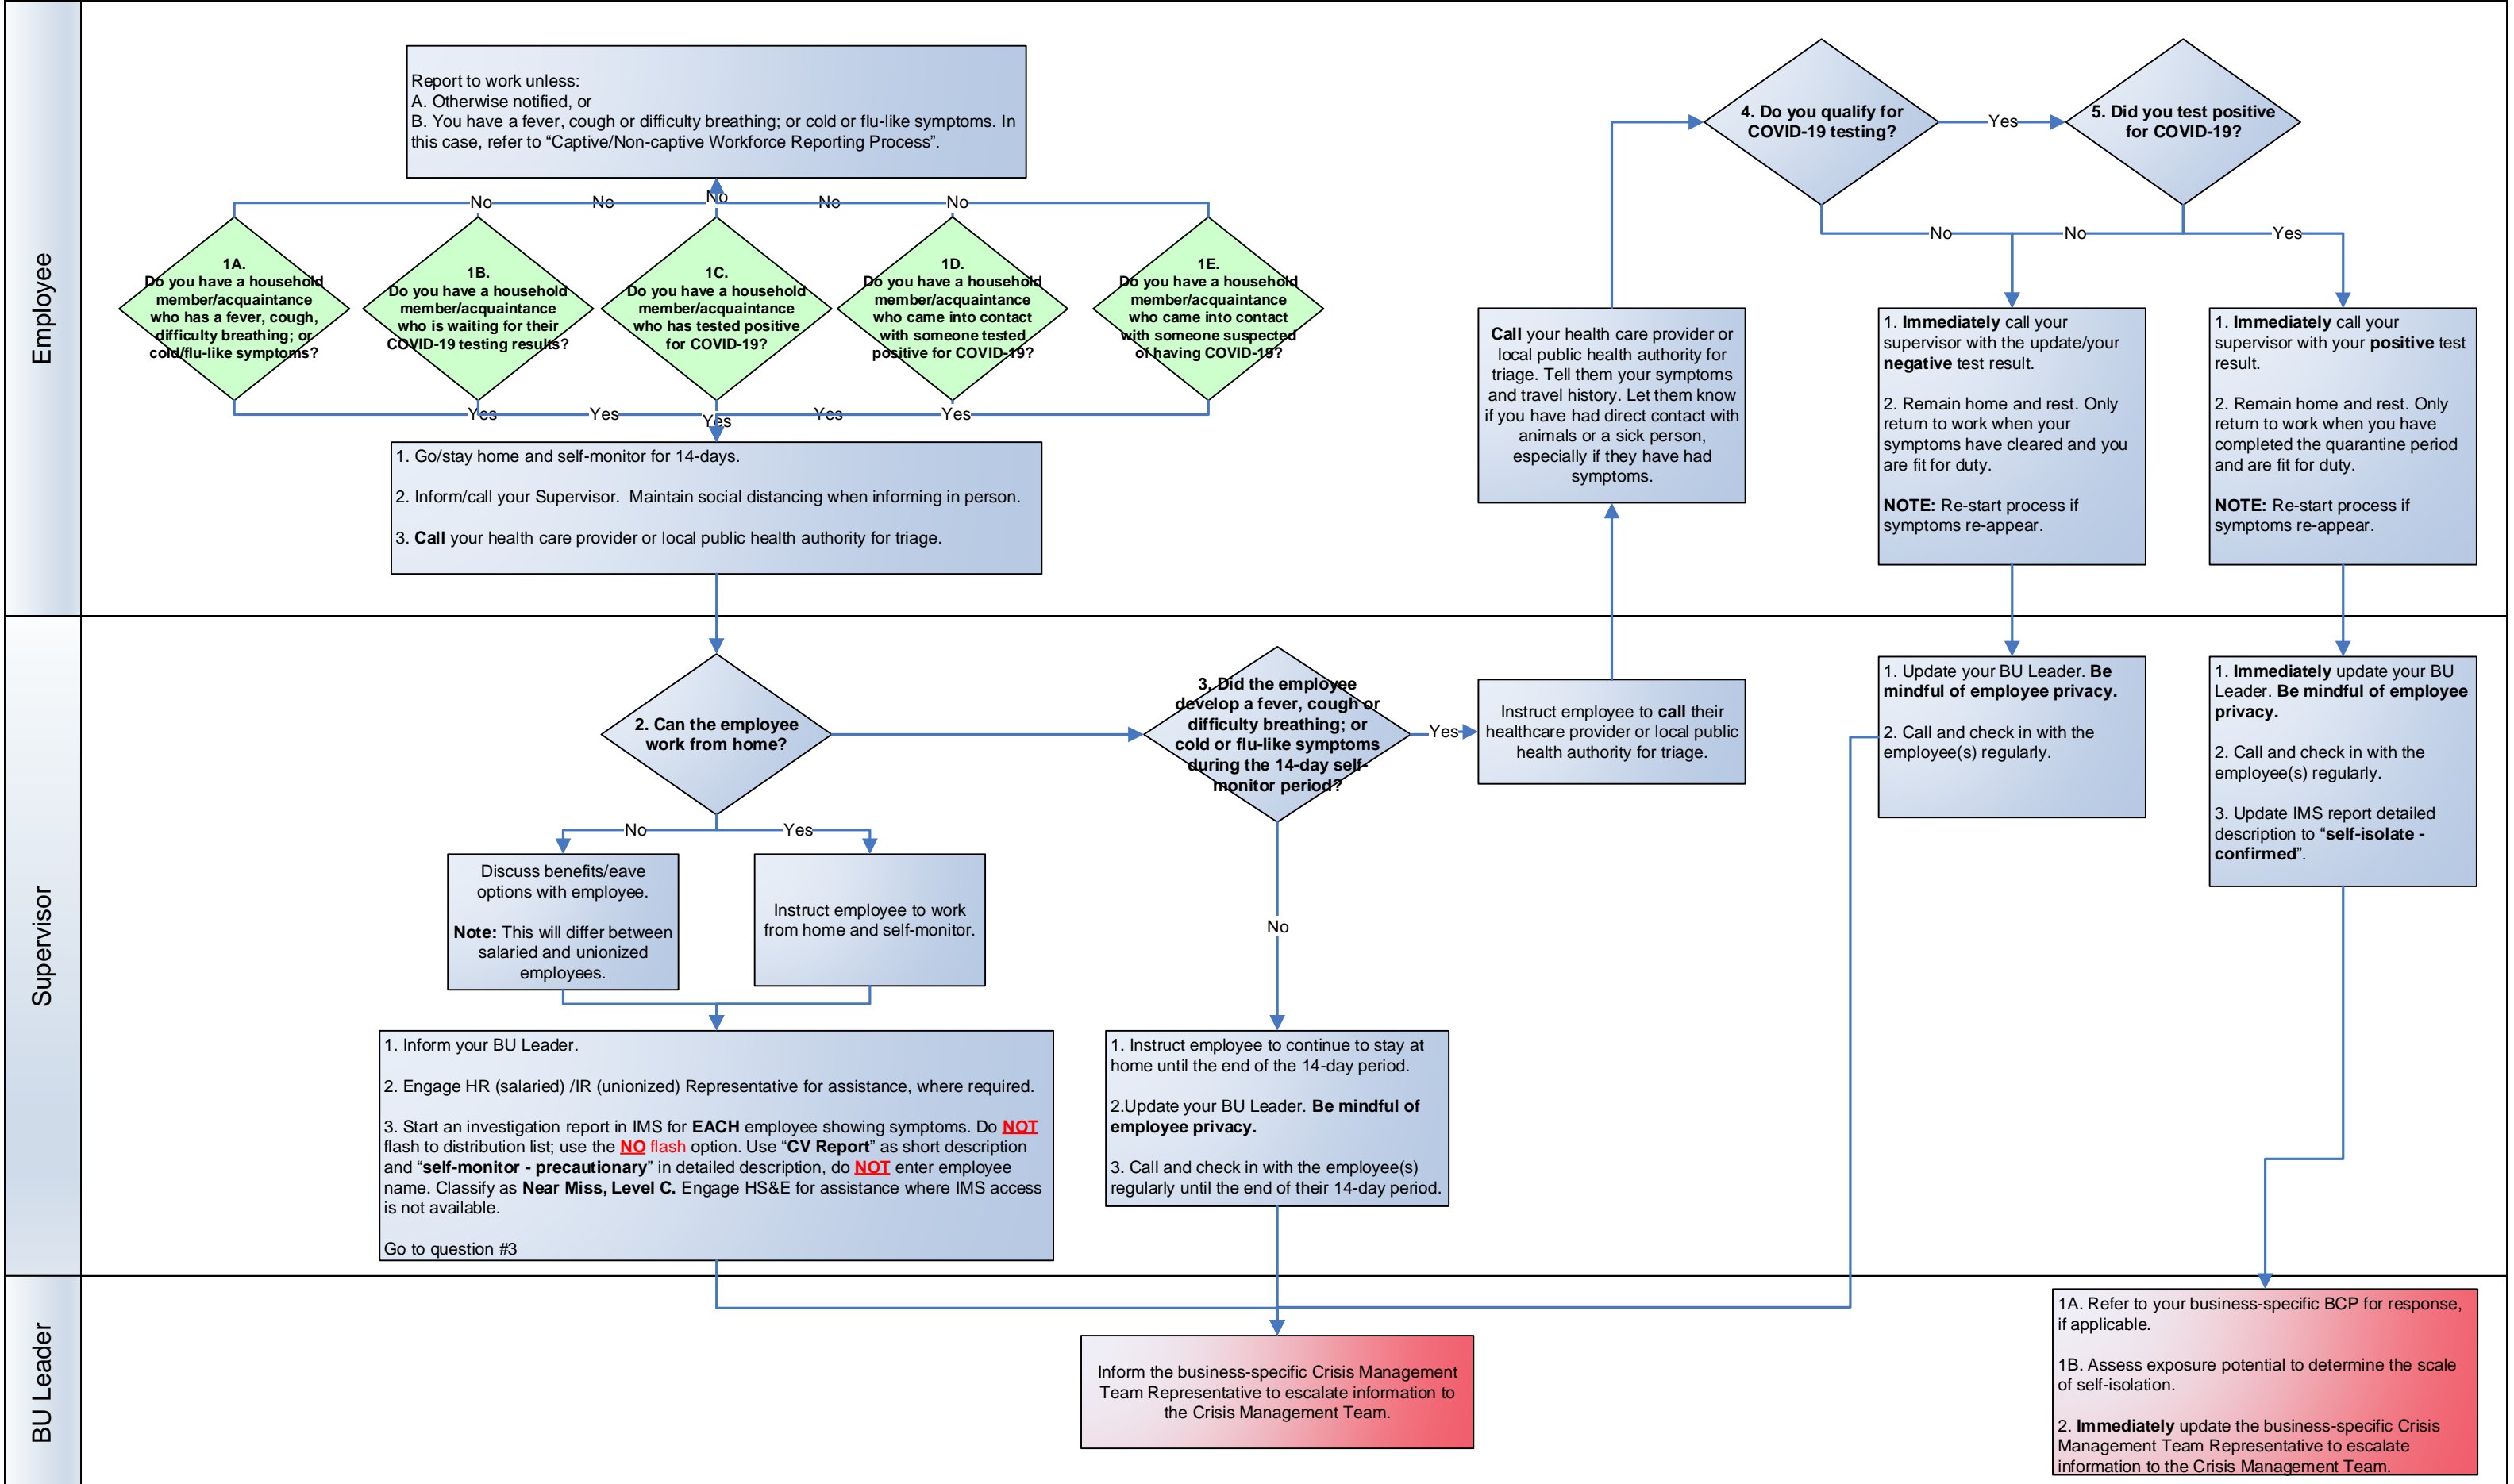 Employee
Report to work unless:
A. Otherwise notified, or
B. You have a fever, cough or difficulty breathing; or cold or flu-like symptoms. In
this case, refer to “Captive/Non-captive Workforce Reporting Process”.
No
No
No
No
No
1A.
Do you have a household
member/acquaintance
who has a fever, cough,
difficulty breathing; or
cold/flu-like symptoms?
1B.
Do you have a household
member/acquaintance
who is waiting for their
COVID-19 testing results?
1C.
Do you have a household
member/acquaintance
who has tested positive
for COVID-19?
1D.
Do you have a household
member/acquaintance
who came into contact
with someone tested
positive for COVID-19?
1E.
Do you have a household
member/acquaintance
who came into contact
with someone suspected
of having COVID-19?
Yes
Yes
Yes
Yes
Yes
1. Go/stay home and self-monitor for 14-days.
2. Inform/call your Supervisor.  Maintain social distancing when informing in person.
3. Call your health care provider or local public health authority for triage.
Call your health care provider or
local public health authority for
triage. Tell them your symptoms
and travel history. Let them know
if you have had direct contact with
animals or a sick person,
especially if they have had
symptoms.
4. Do you qualify for
COVID-19 testing?
Yes
5. Did you test positive
for COVID-19?
No
No
Yes
1. Immediately call your
supervisor with the update/your
negative test result.
2. Remain home and rest. Only
return to work when your
symptoms have cleared and you
are fit for duty.
NOTE: Re-start process if
symptoms re-appear.
1. Immediately call your
supervisor with your positive test
result.
2. Remain home and rest. Only
return to work when you have
completed the quarantine period
and are fit for duty.
NOTE: Re-start process if
symptoms re-appear.
Supervisor
2. Can the employee
work from home?
No
Yes
Discuss benefits/eave
options with employee.
Note: This will differ between
salaried and unionized
employees.
Instruct employee to work
from home and self-monitor.
1. Inform your BU Leader.
2. Engage HR (salaried) /IR (unionized) Representative for assistance, where required.
3. Start an investigation report in IMS for EACH employee showing symptoms. Do NOT
flash to distribution list; use the NO flash option. Use “CV Report” as short description
and “self-monitor - precautionary” in detailed description, do NOT enter employee
name. Classify as Near Miss, Level C. Engage HS&E for assistance where IMS access
is not available.
Go to question #3
3. Did the employee
develop a fever, cough or
difficulty breathing; or
cold or flu-like symptoms
during the 14-day self-
monitor period?
Yes
No
Instruct employee to call their
healthcare provider or local public
health authority for triage.
1. Instruct employee to continue to stay at
home until the end of the 14-day period.
2.Update your BU Leader. Be mindful of
employee privacy.
3. Call and check in with the employee(s)
regularly until the end of their 14-day period.
1. Update your BU Leader. Be
mindful of employee privacy.
2. Call and check in with the
employee(s) regularly.
1. Immediately update your BU
Leader. Be mindful of employee
privacy.
2. Call and check in with the
employee(s) regularly.
3. Update IMS report detailed
description to “self-isolate -
confirmed”.
BU Leader
Inform the business-specific Crisis Management
Team Representative to escalate information to
the Crisis Management Team.
1A. Refer to your business-specific BCP for response,
if applicable.
1B. Assess exposure potential to determine the scale
of self-isolation.
2. Immediately update the business-specific Crisis
Management Team Representative to escalate
information to the Crisis Management Team.